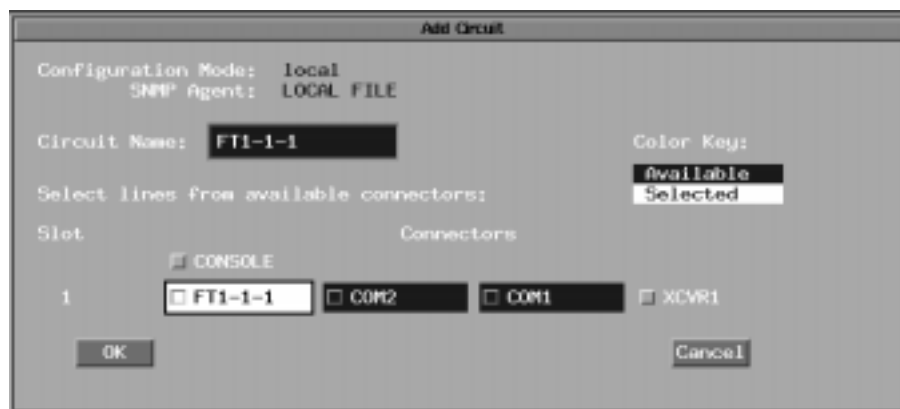 Add Circuit
Configuration Mode: local
SNMP Agent: LOCAL FILE
Circuit Name: FT1-1-1
Color Key:
Available
Selected
Select lines from available connectors:
Slot Connectors
CONSOLE
1 FT1-1-1 COM2 COM1 XCVR1
OK Cancel